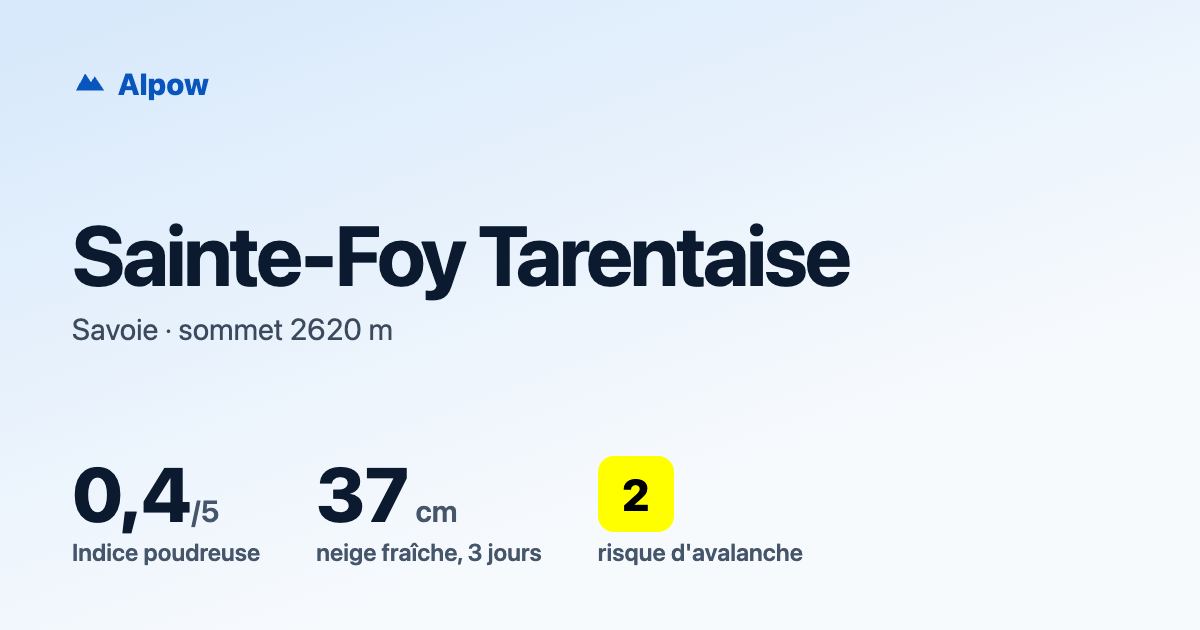 Alpow
Sainte-Foy Tarentaise
Savoie · sommet 2620 m
0,4/5 37 cm 2
Indice poudreuse neige fraîche, 3 jours risque d'avalanche